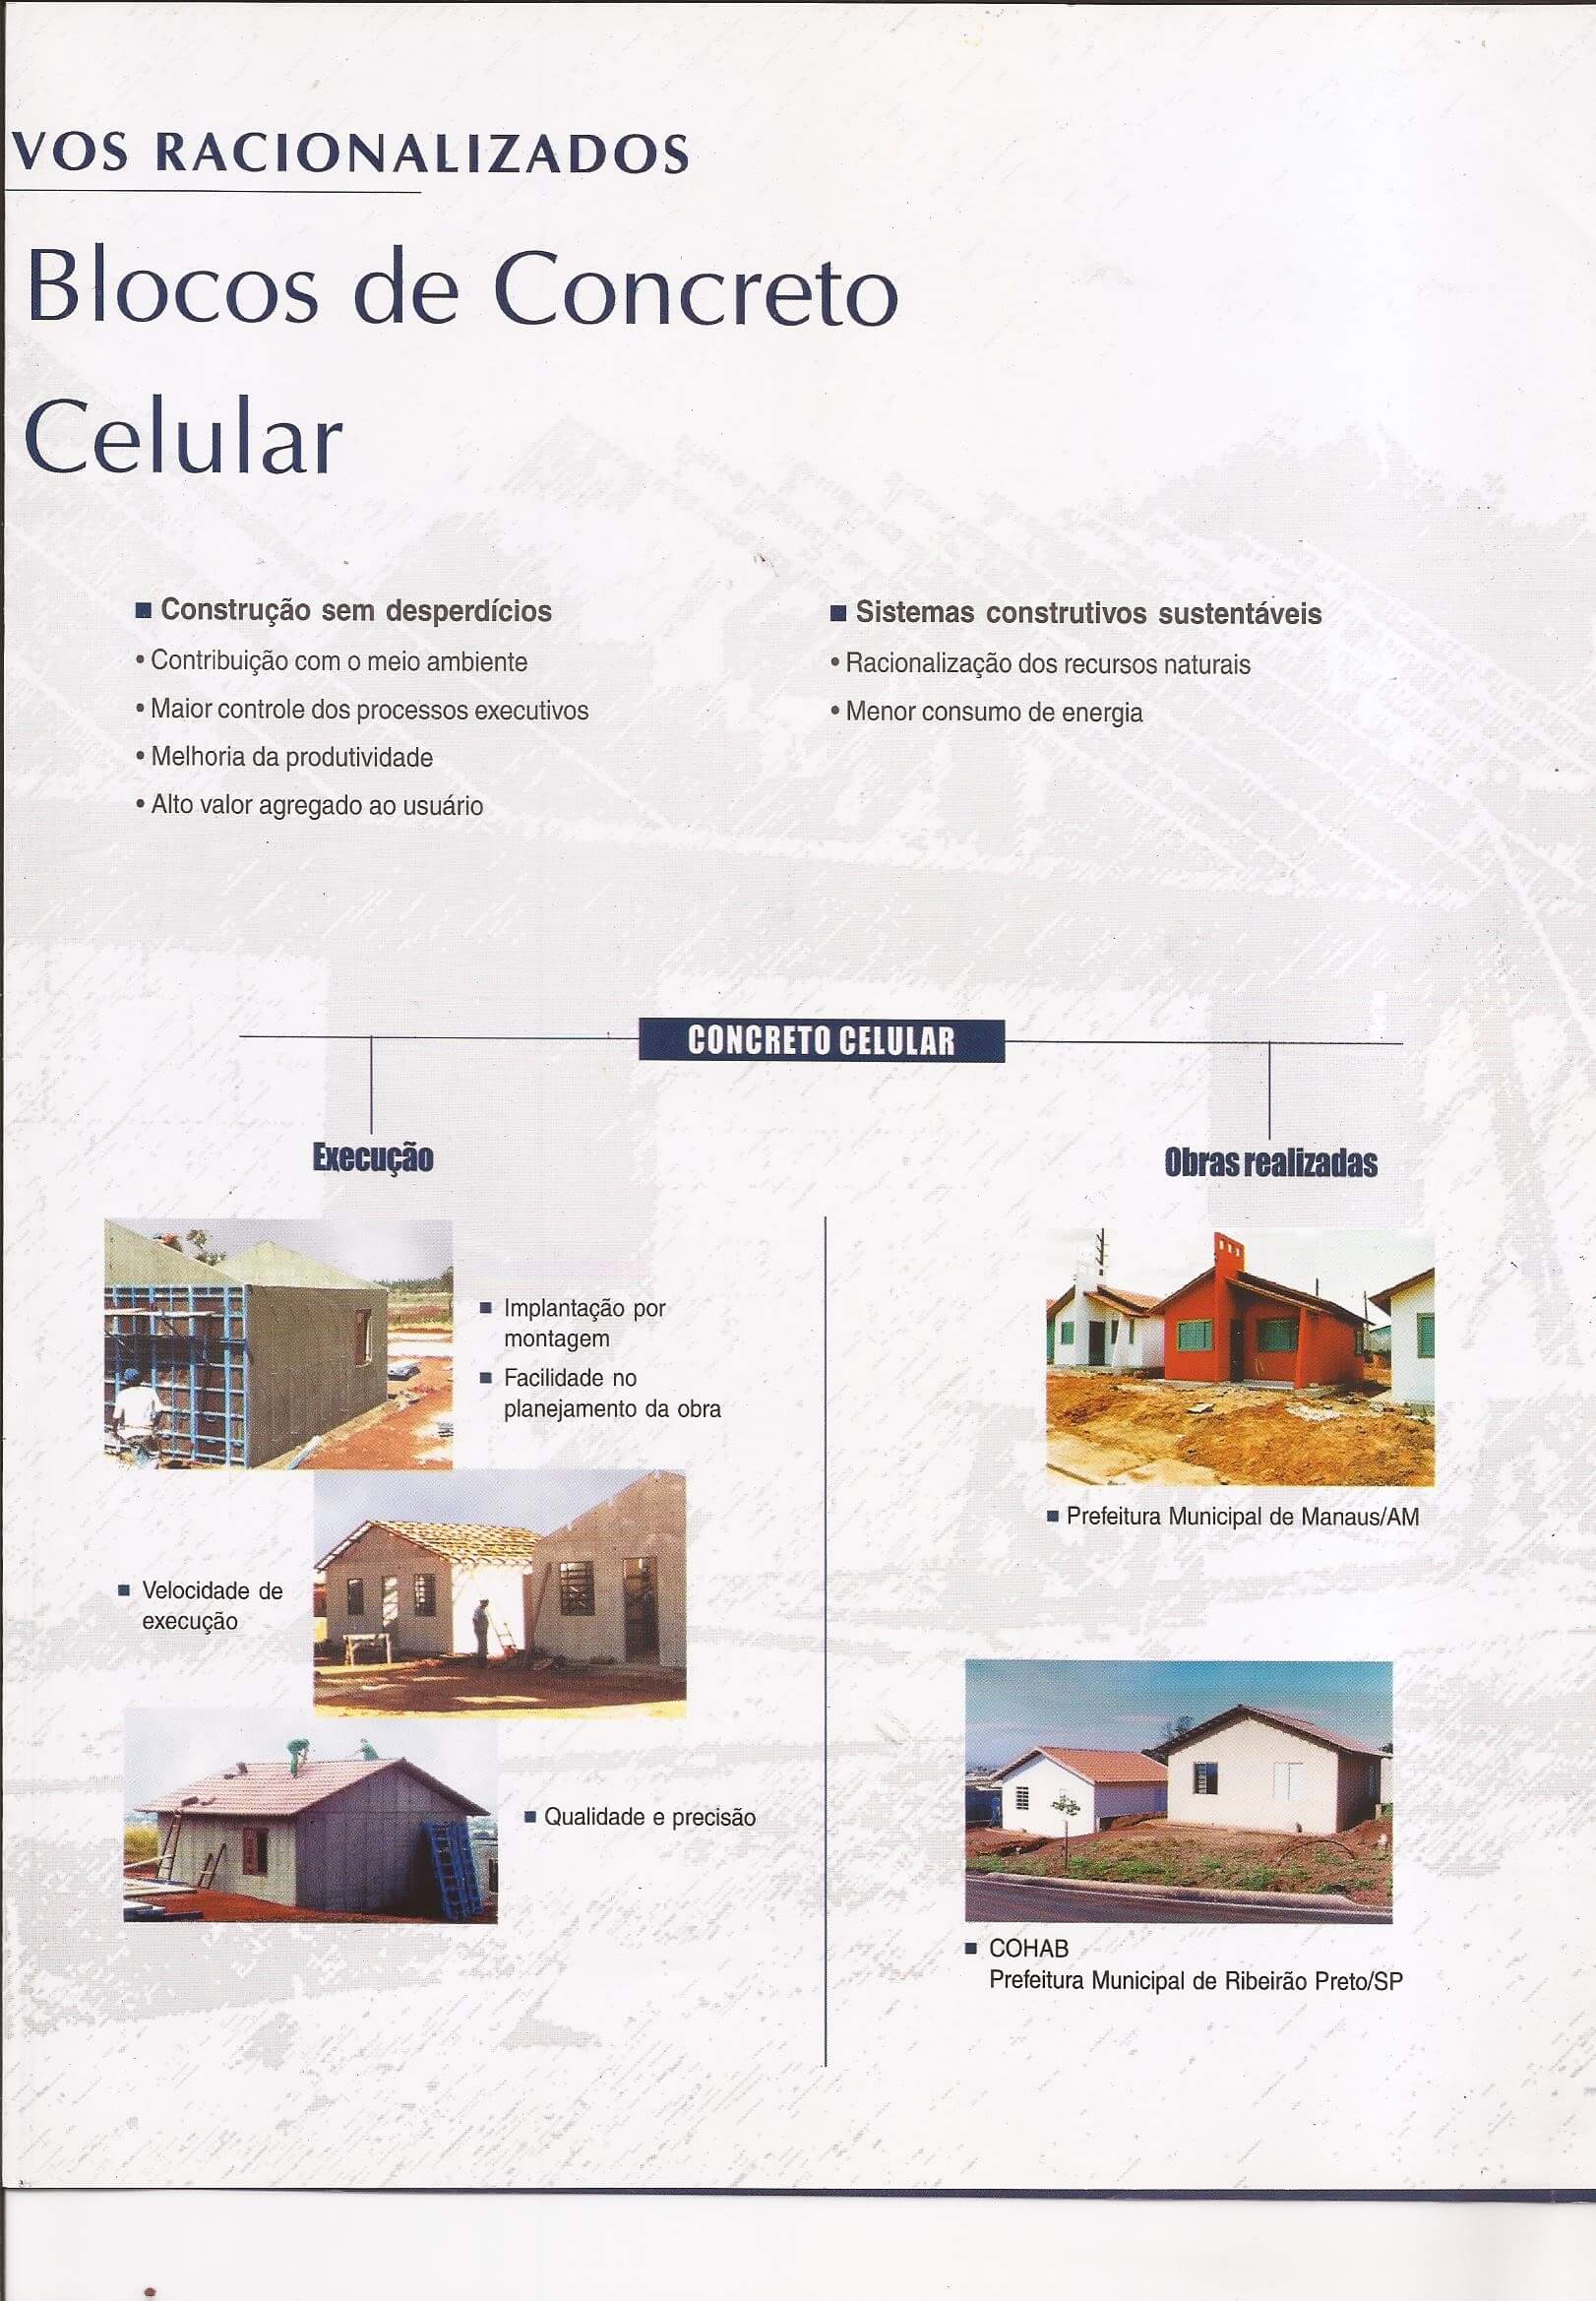 VOS RACIONALIZADOS
Blocos de Concreto
Celular
■ Construção sem desperdícios
• Contribuição com o meio ambiente
• Maior controle dos processos executivos
• Melhoria da produtividade
• Alto valor agregado ao usuário
■ Sistemas construtivos sustentáveis
• Racionalização dos recursos naturais
• Menor consumo de energia
CONCRETO CELULAR
Execução
■ Implantação por
montagem
■ Facilidade no
planejamento da obra
■ Velocidade de
execução
■ Qualidade e precisão
Obras realizadas
■ Prefeitura Municipal de Manaus/AM
■ COHAB
Prefeitura Municipal de Ribeirão Preto/SP